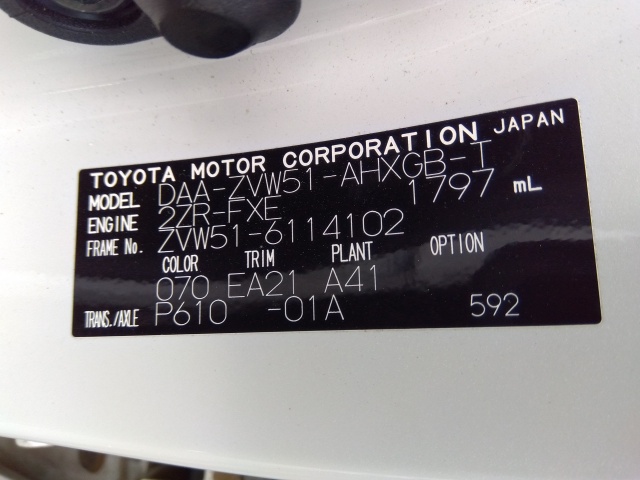 TOYOTA MOTOR CORPORATION JAPAN
MODEL DAA-ZVW51-AHXGB-T
ENGINE 2ZR-FXE 1797 mL
FRAME No. ZVW51-6114102
COLOR TRIM PLANT OPTION
070 EA21 A41
TRANS./AXLE P610 -01A 592